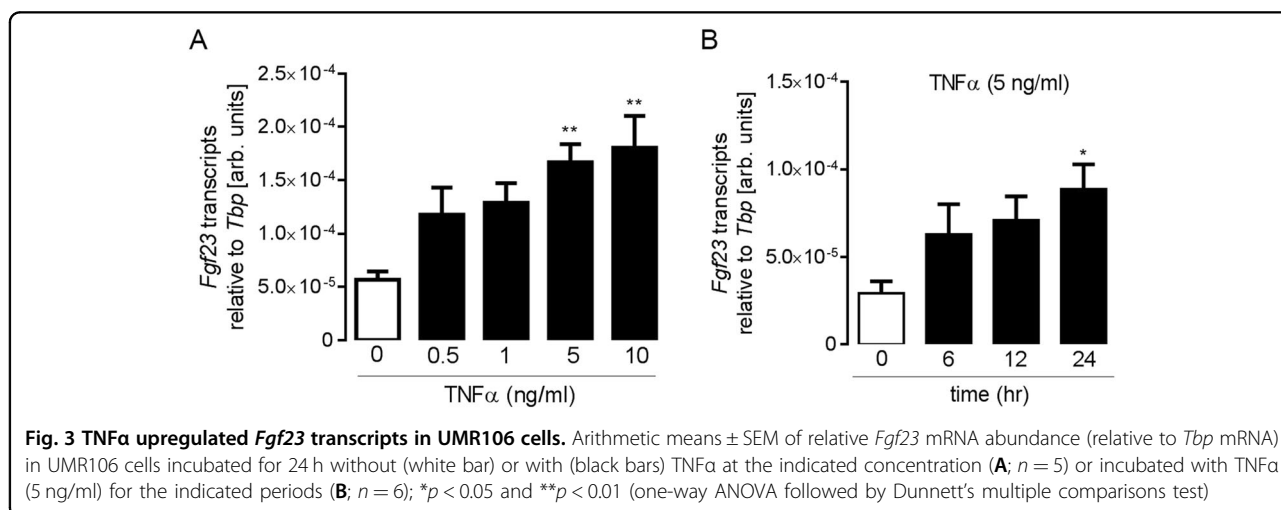 A
Fgf23 transcripts
relative to Tbp [arb. units]
2.5×10⁻⁴
2.0×10⁻⁴
1.5×10⁻⁴
1.0×10⁻⁴
5.0×10⁻⁵
0
** **
0 0.5 1 5 10
TNFα (ng/ml)
B
TNFα (5 ng/ml)
Fgf23 transcripts
relative to Tbp [arb. units]
1.5×10⁻⁴
1.0×10⁻⁴
5.0×10⁻⁵
0
*
0 6 12 24
time (hr)
Fig. 3 TNFα upregulated Fgf23 transcripts in UMR106 cells. Arithmetic means ± SEM of relative Fgf23 mRNA abundance (relative to Tbp mRNA)
in UMR106 cells incubated for 24 h without (white bar) or with (black bars) TNFα at the indicated concentration (A; n = 5) or incubated with TNFα
(5 ng/ml) for the indicated periods (B; n = 6); *p < 0.05 and **p < 0.01 (one-way ANOVA followed by Dunnett's multiple comparisons test)